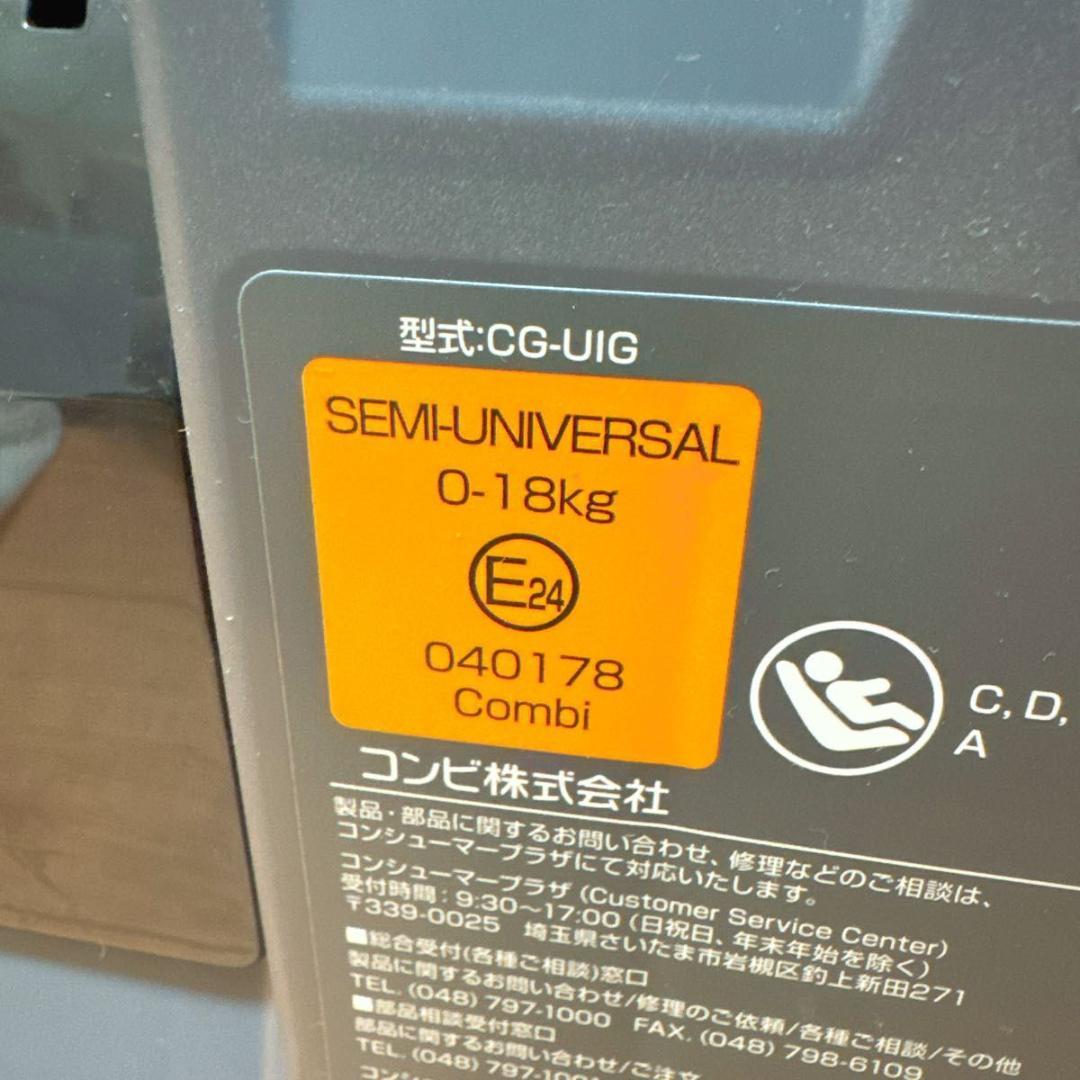 型式:CG-UIG
SEMI-UNIVERSAL
0-18kg
E24
040178
Combi
C, D,
A
コンビ株式会社
製品・部品に関するお問い合わせ、修理などのご相談は、
コンシューマープラザにて対応いたします。
コンシューマープラザ (Customer Service Center)
受付時間:9:30〜17:00 (日祝日、年末年始を除く)
〒339-0025 埼玉県さいたま市岩槻区釣上新田271
■総合受付(各種ご相談)窓口
製品に関するお問い合わせ/修理のご依頼/各種ご相談/その他
TEL. (048) 797-1000 FAX. (048) 798-6109
■部品相談受付窓口
部品に関するお問い合わせ/ご注文
TEL. (048) 797-100